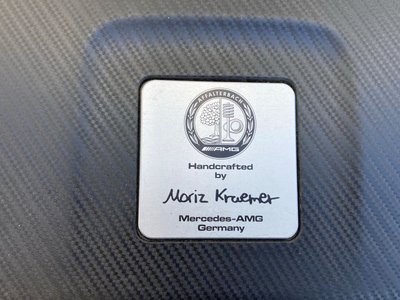 AFFALTERBACH
AMG
Handcrafted
by
Moriz Kraemer
Mercedes-AMG
Germany